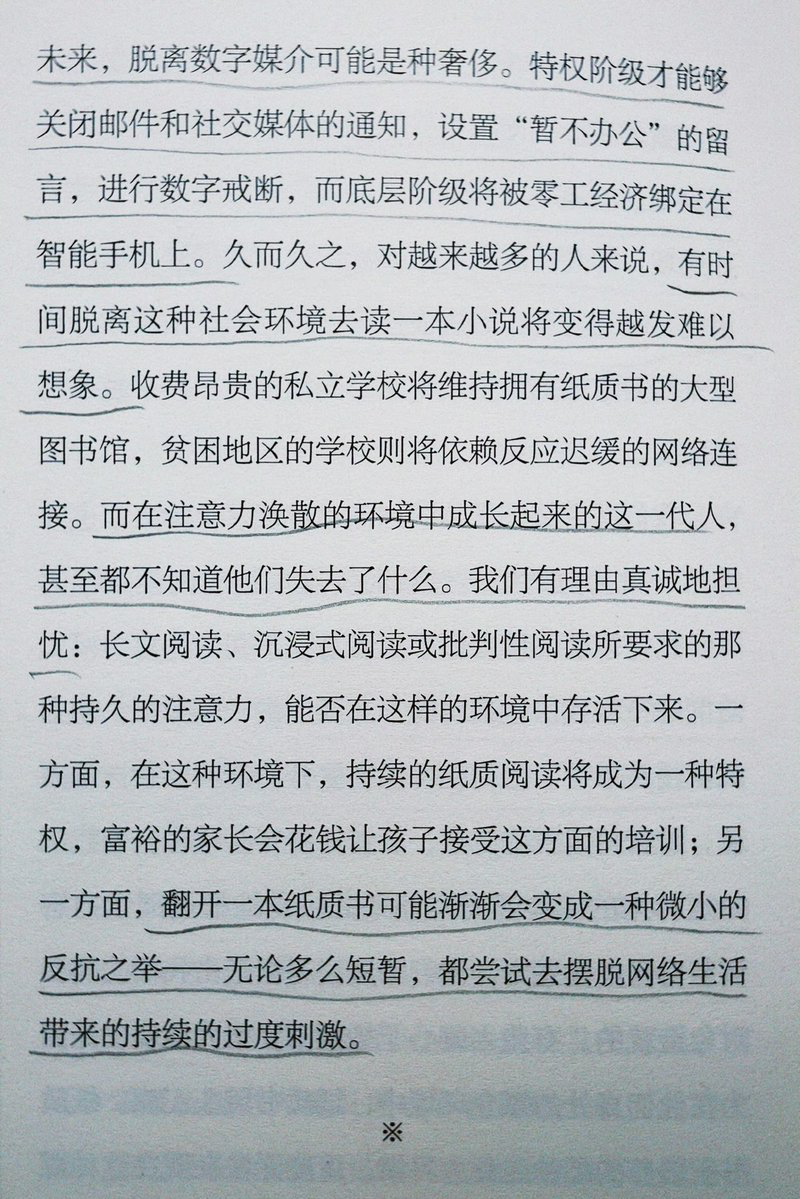 未来，脱离数字媒介可能是种奢侈。特权阶级才能够
关闭邮件和社交媒体的通知，设置“暂不办公”的留
言，进行数字戒断，而底层阶级将被零工经济绑定在
智能手机上。久而久之，对越来越多的人来说，有时
间脱离这种社会环境去读一本小说将变得越发难以
想象。收费昂贵的私立学校将维持拥有纸质书的大型
图书馆，贫困地区的学校则将依赖反应迟缓的网络连
接。而在注意力涣散的环境中成长起来的这一代人，
甚至都不知道他们失去了什么。我们有理由真诚地担
忧：长文阅读、沉浸式阅读或批判性阅读所要求的那
种持久的注意力，能否在这样的环境中存活下来。一
方面，在这种环境下，持续的纸质阅读将成为一种特
权，富裕的家长会花钱让孩子接受这方面的培训；另
一方面，翻开一本纸质书可能渐渐会变成一种微小的
反抗之举——无论多么短暂，都尝试去摆脱网络生活
带来的持续的过度刺激。
※